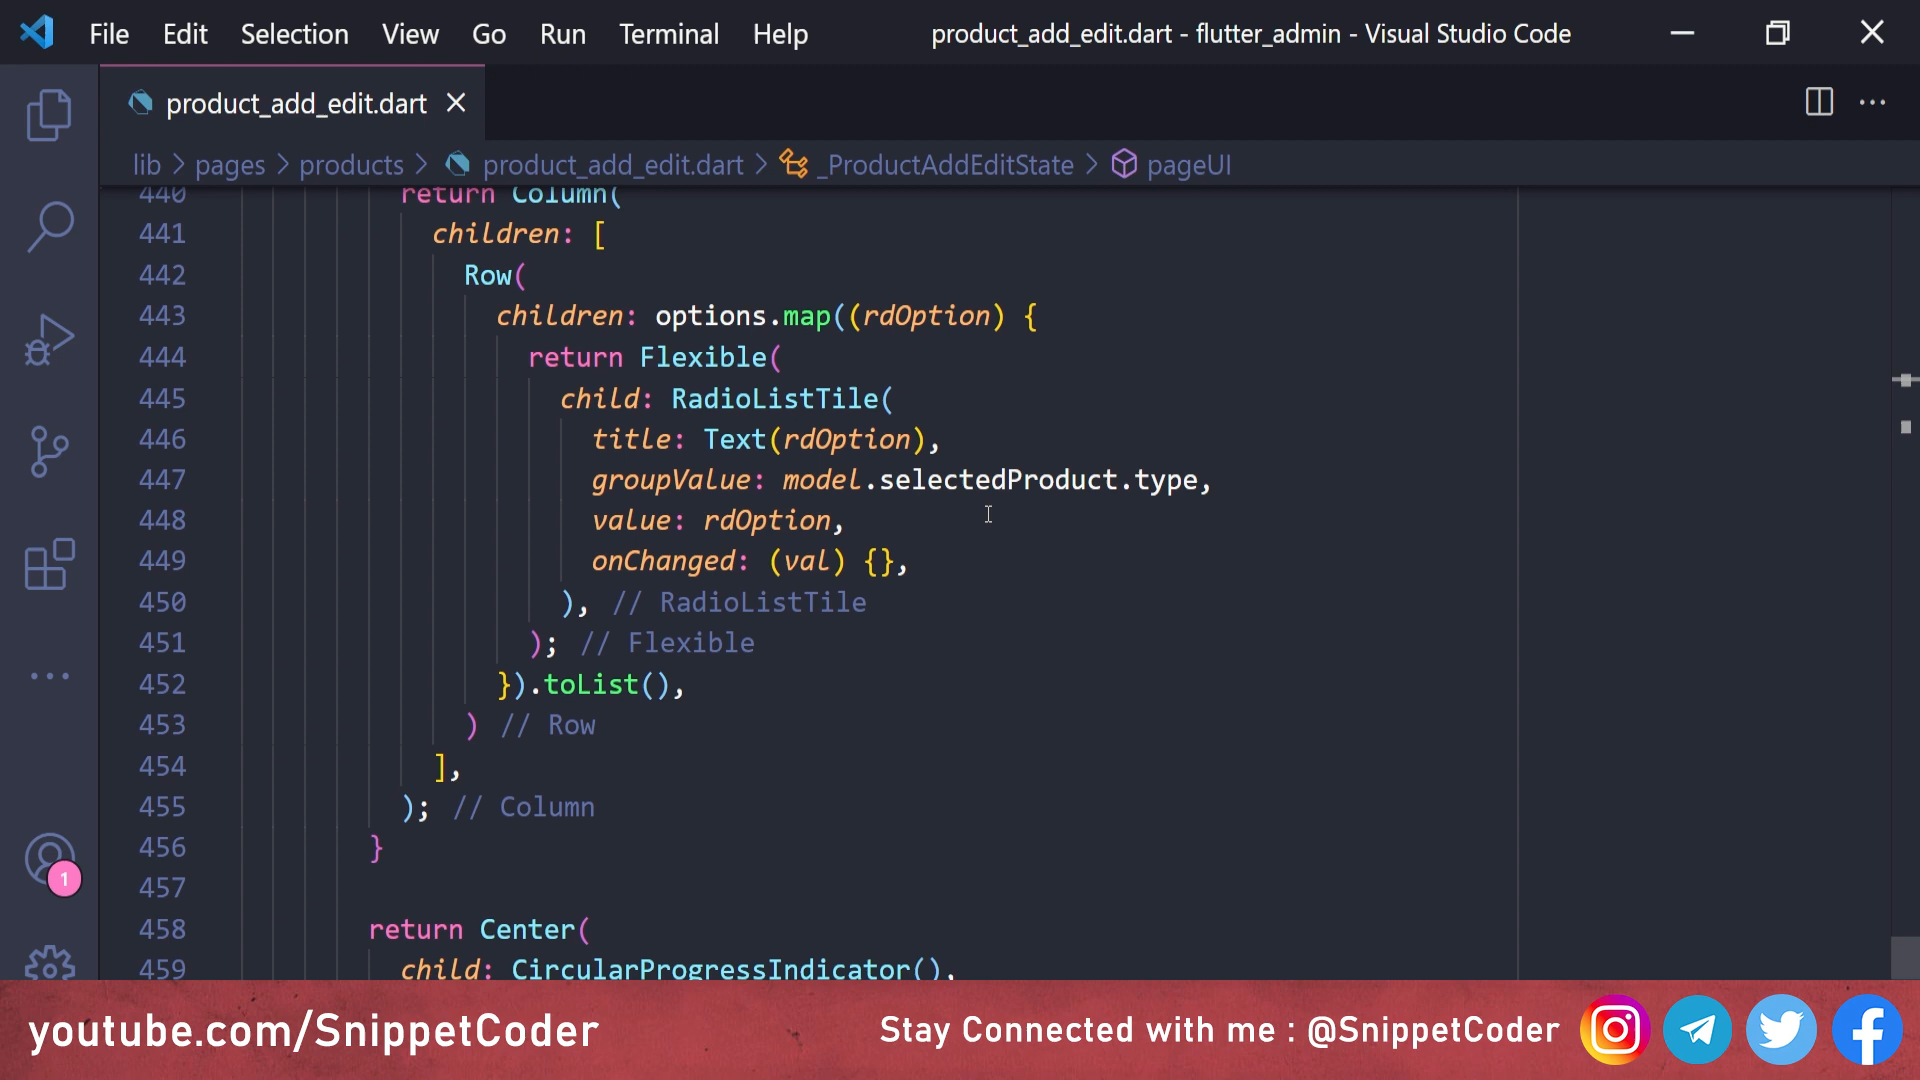 File Edit Selection View Go Run Terminal Help product_add_edit.dart - flutter_admin - Visual Studio Code
product_add_edit.dart
lib > pages > products > product_add_edit.dart > _ProductAddEditState > pageUI
440 return Column(
441 children: [
442 Row(
443 children: options.map((rdOption) {
444 return Flexible(
445 child: RadioListTile(
446 title: Text(rdOption),
447 groupValue: model.selectedProduct.type,
448 value: rdOption,
449 onChanged: (val) {},
450 ), // RadioListTile
451 ); // Flexible
452 }).toList(),
453 ) // Row
454 ],
455 ); // Column
456 }
457
458 return Center(
459 child: CircularProgressIndicator(),
1
youtube.com/SnippetCoder
Stay Connected with me : @SnippetCoder